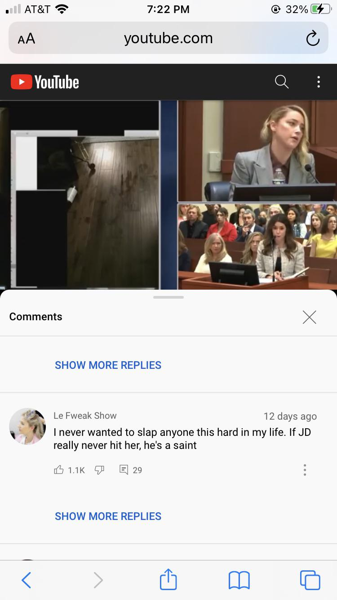 AT&T 7:22 PM 32%
AA youtube.com
YouTube
Comments
SHOW MORE REPLIES
Le Fweak Show 12 days ago
I never wanted to slap anyone this hard in my life. If JD
really never hit her, he's a saint
1.1K 29
SHOW MORE REPLIES